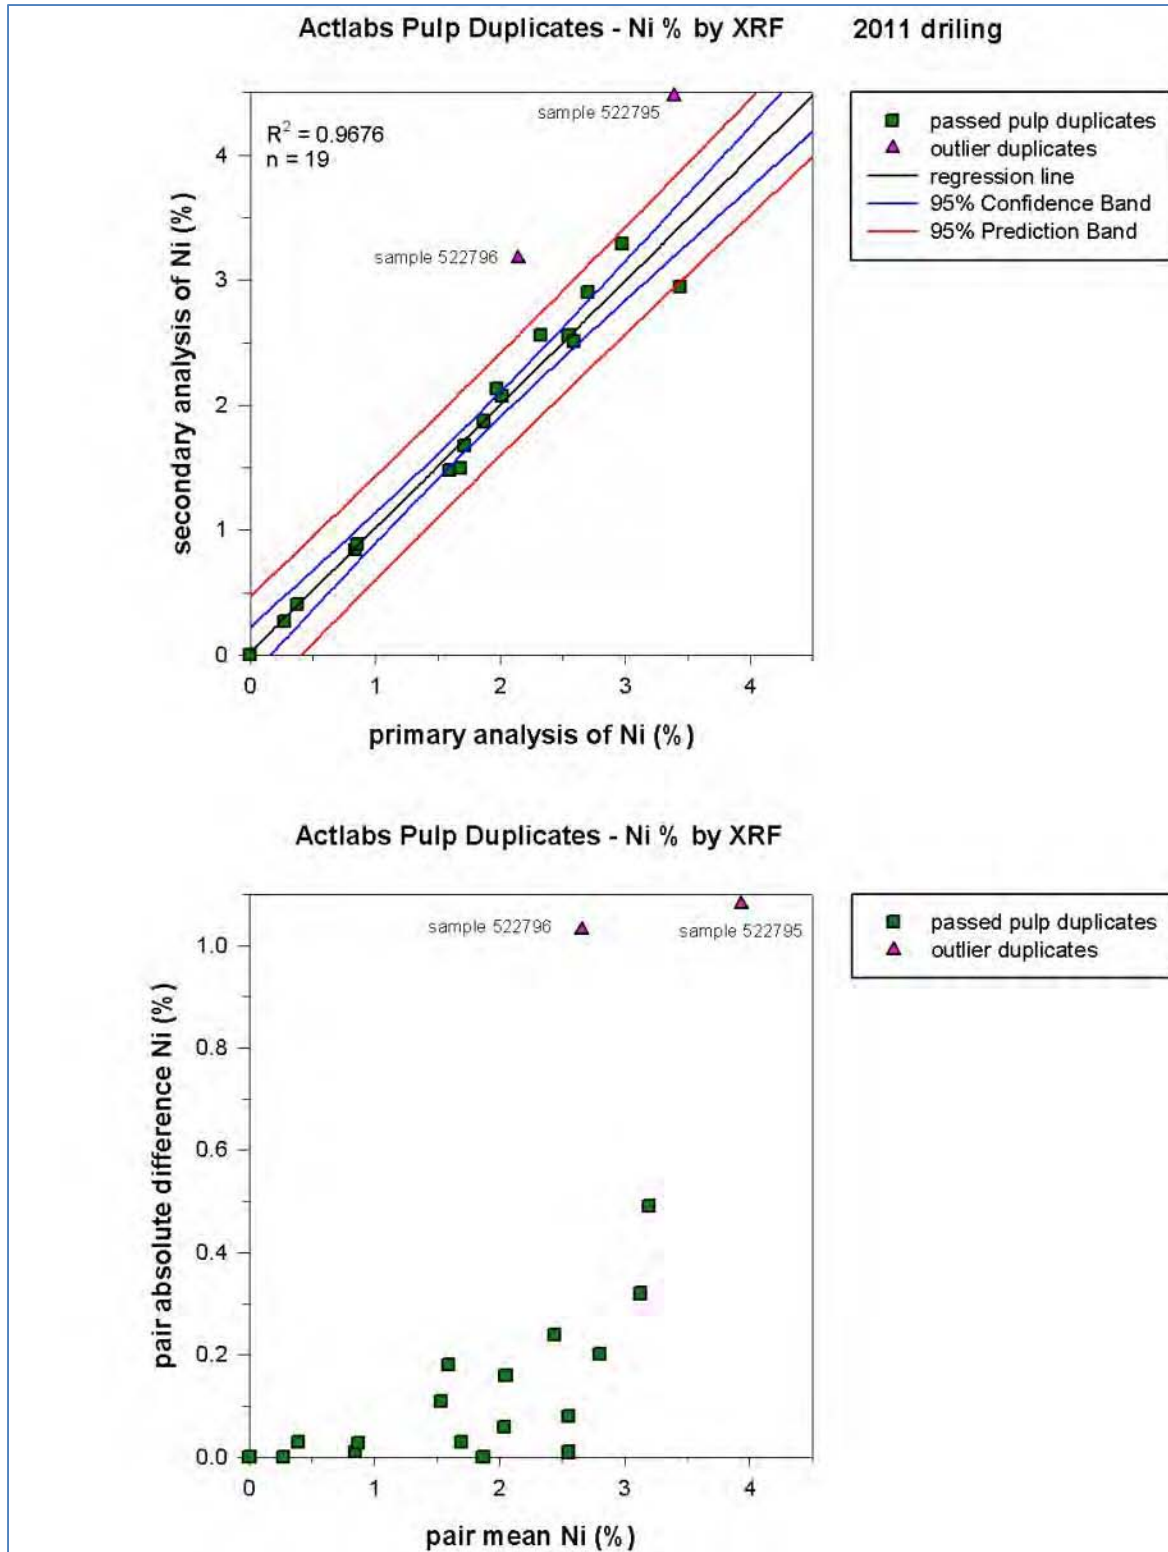 Actlabs Pulp Duplicates - Ni % by XRF
2011 driling
sample 522795
R² = 0.9676
n = 19
sample 522796
passed pulp duplicates
outlier duplicates
regression line
95% Confidence Band
95% Prediction Band
4
3
2
1
0
secondary analysis of Ni (%)
0 1 2 3 4
primary analysis of Ni (%)
Actlabs Pulp Duplicates - Ni % by XRF
sample 522796
sample 522795
passed pulp duplicates
outlier duplicates
1.0
0.8
0.6
0.4
0.2
0.0
pair absolute difference Ni (%)
0 1 2 3 4
pair mean Ni (%)